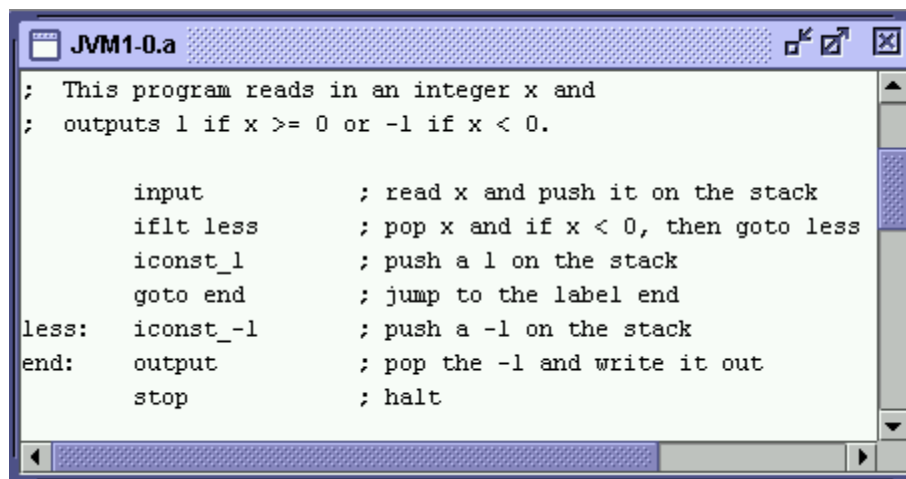 JVM1-0.a
;  This program reads in an integer x and
;  outputs 1 if x >= 0 or -1 if x < 0.
input ; read x and push it on the stack
iflt less ; pop x and if x < 0, then goto less
iconst_1 ; push a 1 on the stack
goto end ; jump to the label end
less: iconst_-1 ; push a -1 on the stack
end: output ; pop the -1 and write it out
stop ; halt